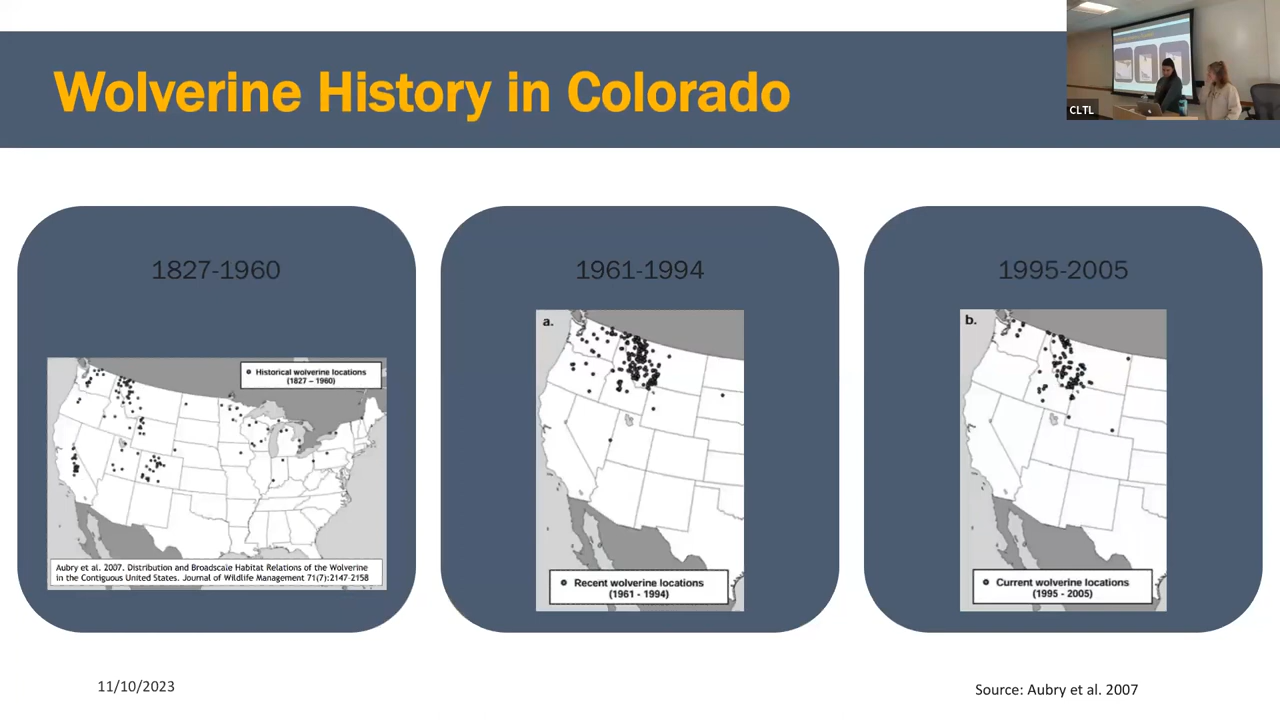 Wolverine History in Colorado
CLTL
1827-1960
Historical wolverine locations
(1827 – 1960)
Aubry et al. 2007. Distribution and Broadscale Habitat Relations of the Wolverine
in the Contiguous United States. Journal of Wildlife Management 71(7):2147-2158
1961-1994
a.
Recent wolverine locations
(1961 - 1994)
1995-2005
b.
Current wolverine locations
(1995 - 2005)
11/10/2023
Source: Aubry et al. 2007